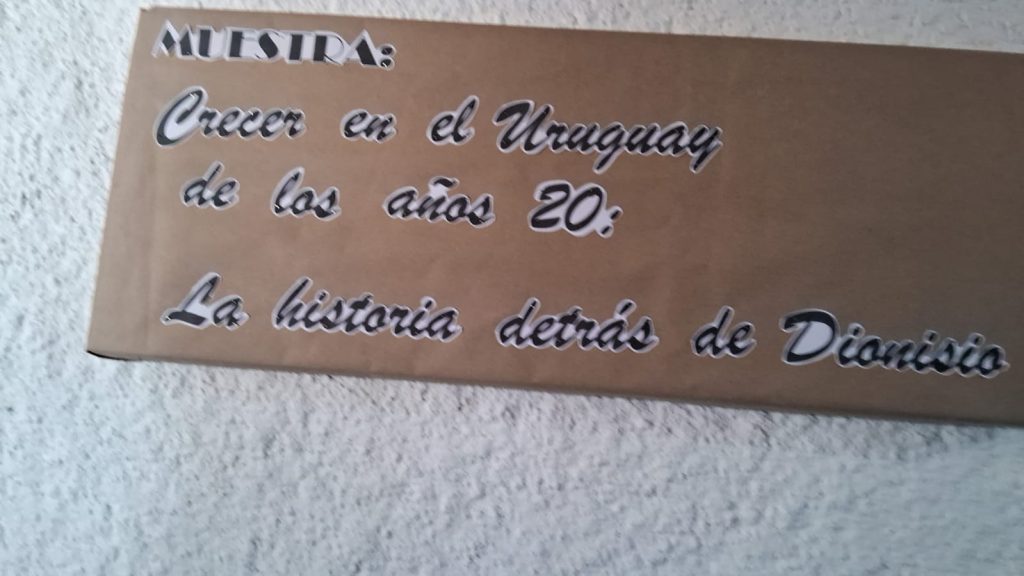 MUESTRA:
Crecer en el Uruguay
de los años 20:
La historia detrás de Dionisio